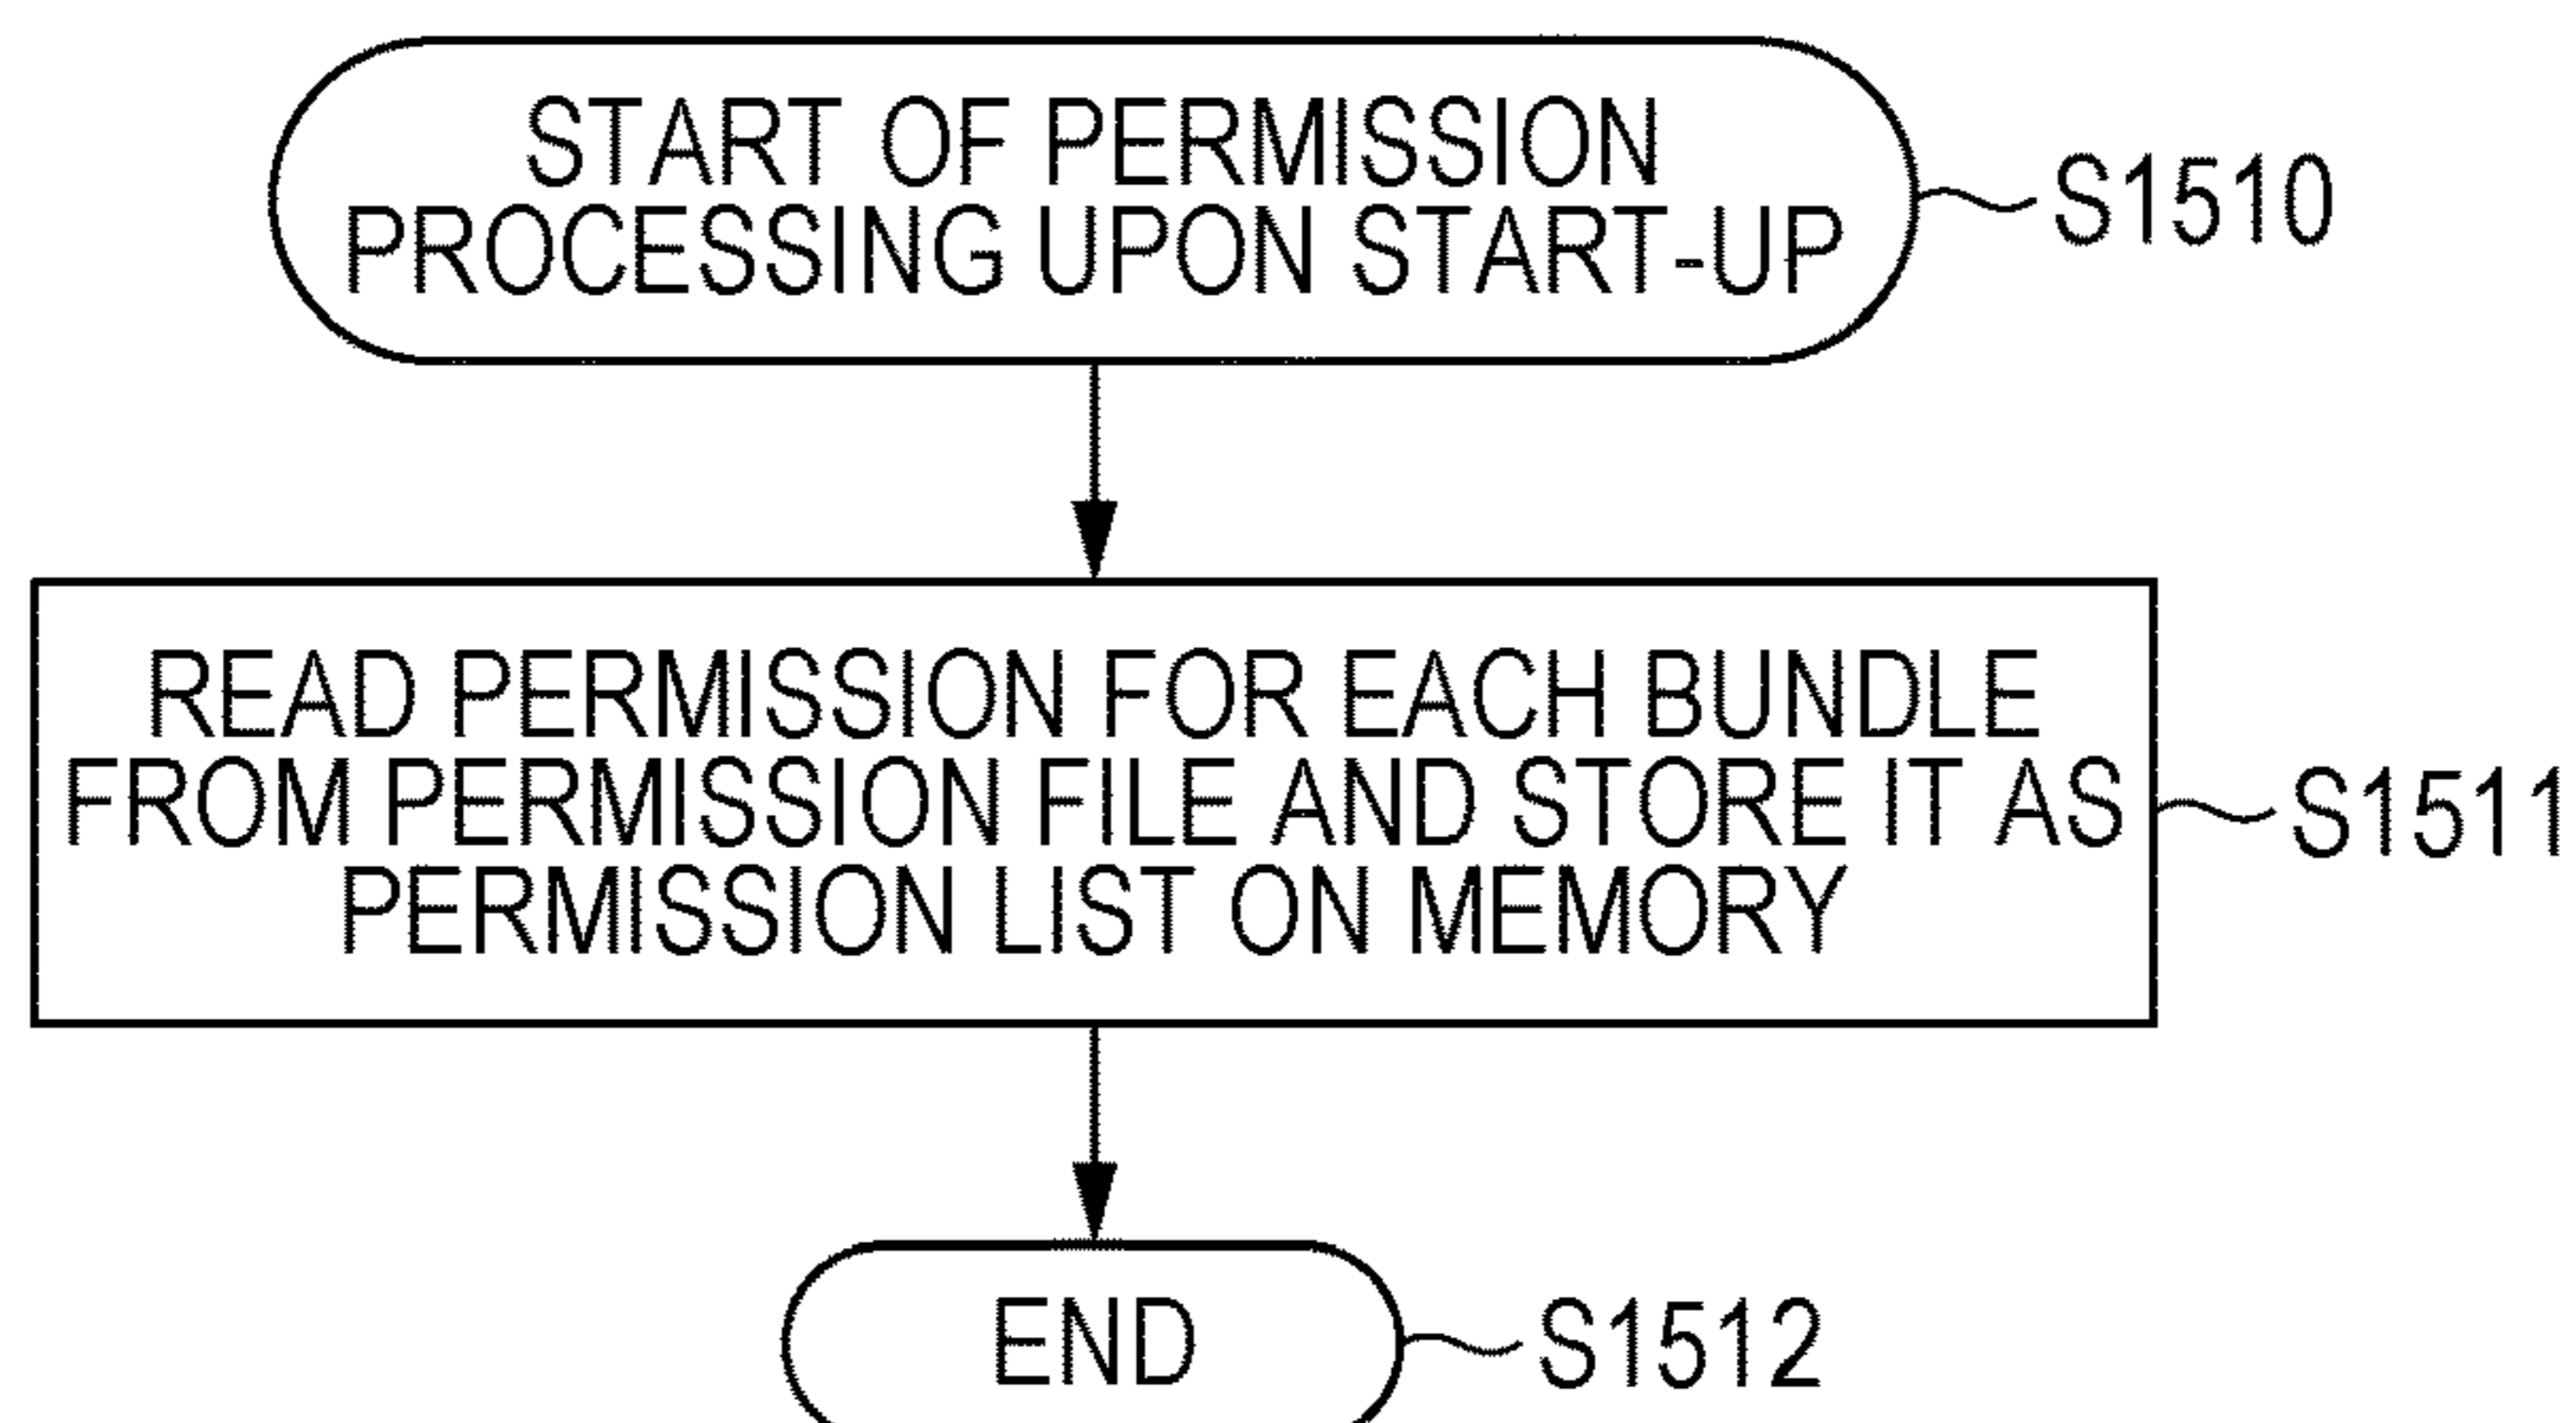 START OF PERMISSION
PROCESSING UPON START-UP
S1510
READ PERMISSION FOR EACH BUNDLE
FROM PERMISSION FILE AND STORE IT AS
PERMISSION LIST ON MEMORY
S1511
END
S1512